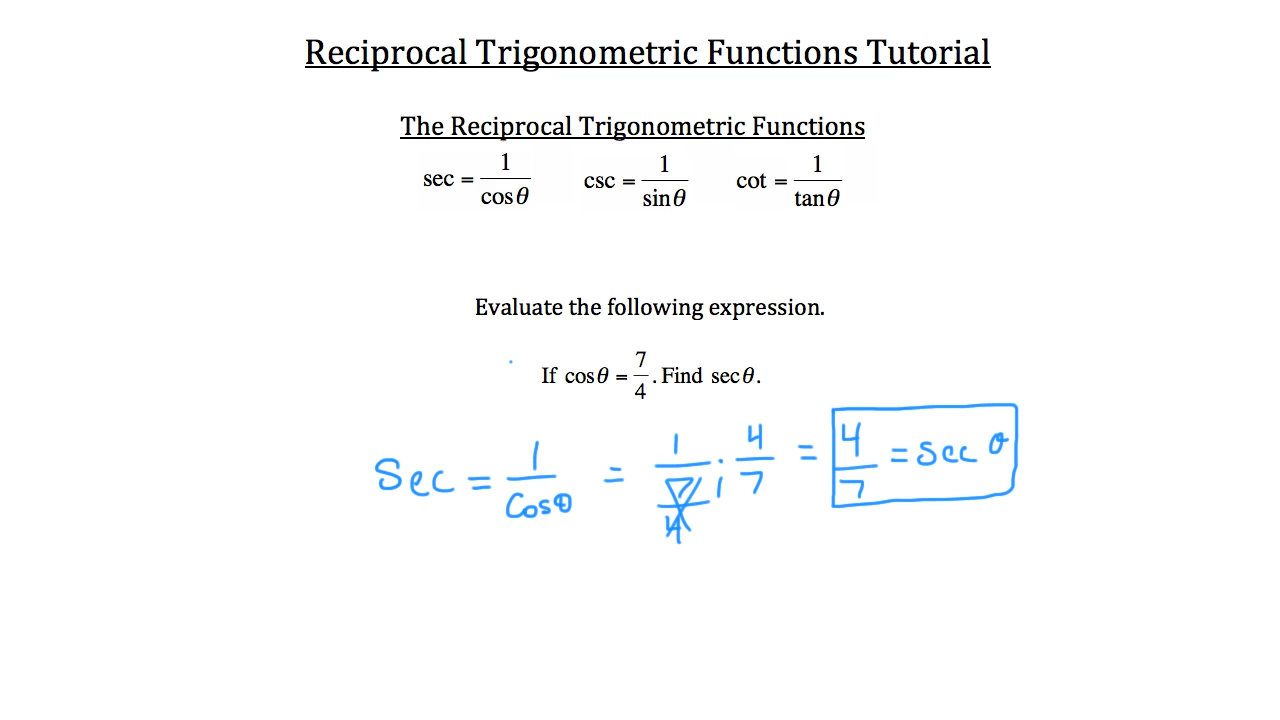 Reciprocal Trigonometric Functions Tutorial
The Reciprocal Trigonometric Functions
sec = 1/cosθ csc = 1/sinθ cot = 1/tanθ
Evaluate the following expression.
If cosθ = 7/4. Find secθ.
Sec = 1/Cosθ = 1/(7/4) · 4/7 = 4/7 = Sec θ